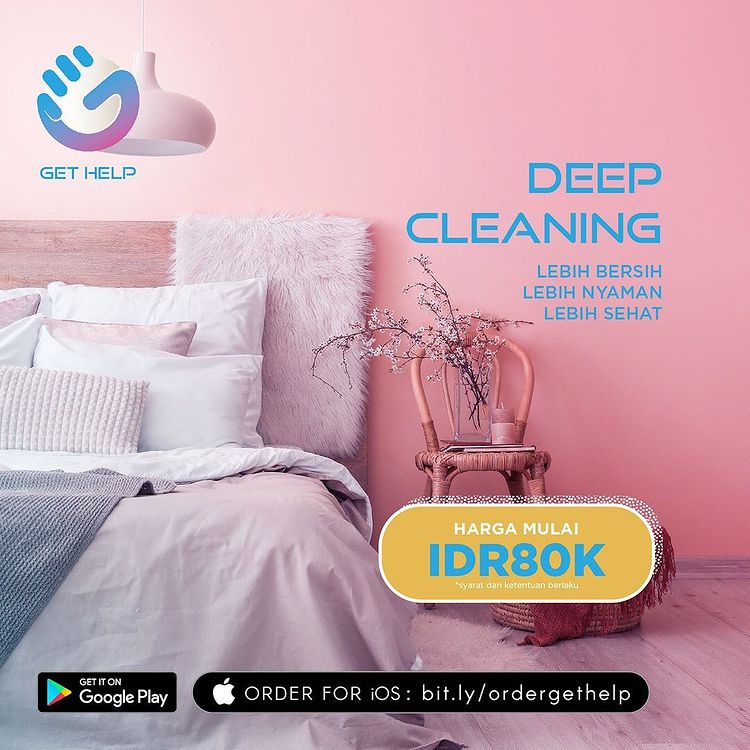 GET HELP
DEEP
CLEANING
LEBIH BERSIH
LEBIH NYAMAN
LEBIH SEHAT
HARGA MULAI
IDR80K
*syarat dan ketentuan berlaku
GET IT ON
Google Play
ORDER FOR iOS : bit.ly/ordergethelp